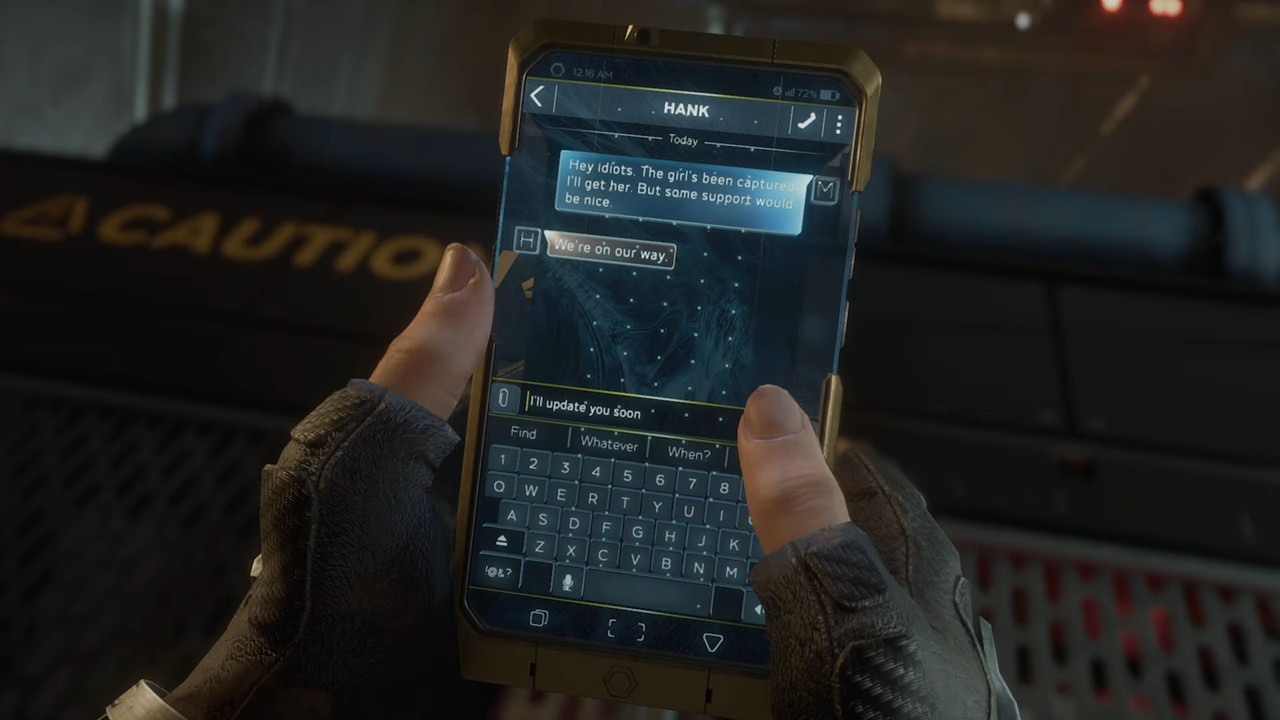 12:16 AM
72%
HANK
Today
Hey idiots. The girl's been captured.
I'll get her. But some support would
be nice.
M
H
We're on our way.
CAUTIO
I'll update you soon
Find Whatever When?
1 2 3 4 5 6 7 8
Q W E R T Y U I
A S D F G H J K
Z X C V B N M
!@&?